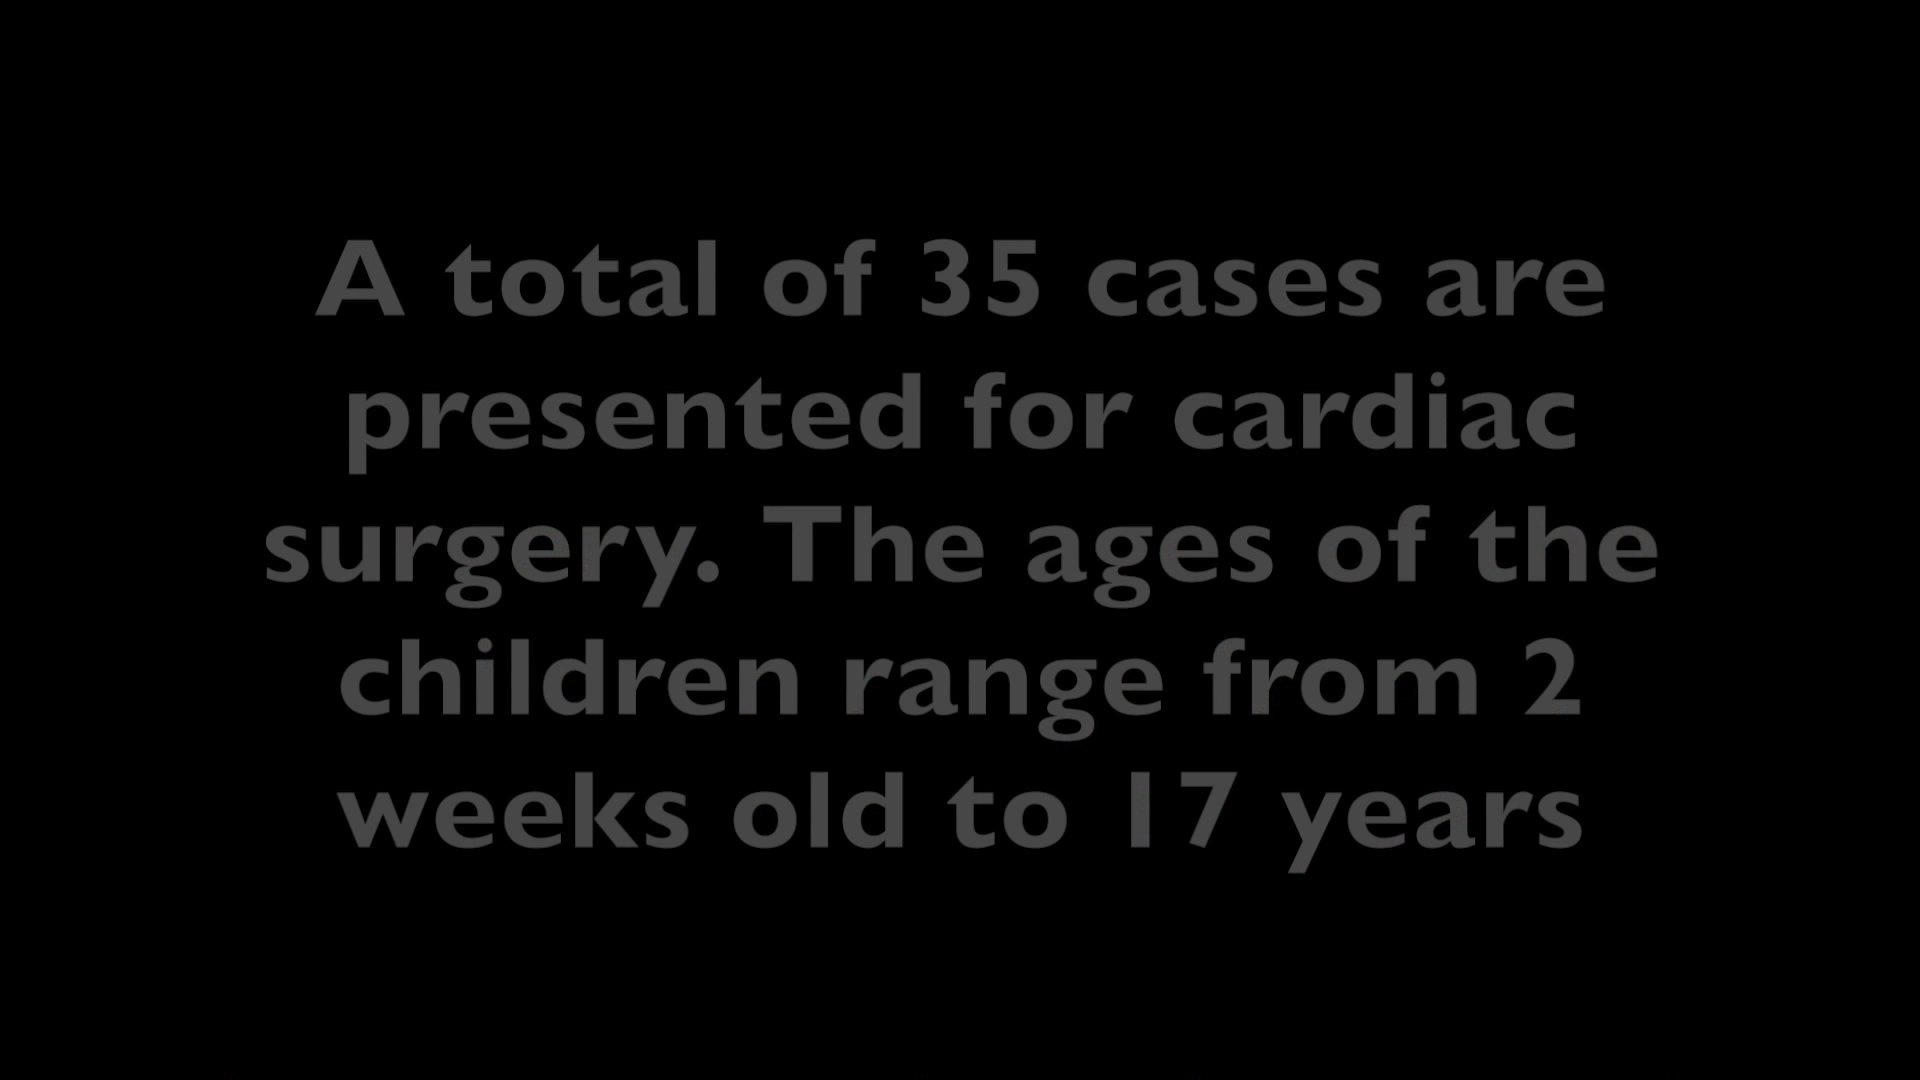 A total of 35 cases are
presented for cardiac
surgery. The ages of the
children range from 2
weeks old to 17 years